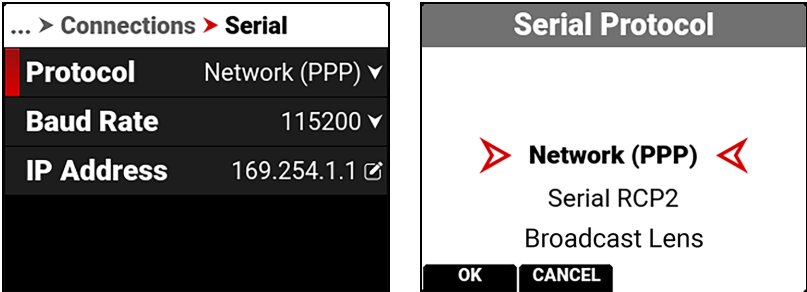 ... > Connections > Serial
Protocol Network (PPP)
Baud Rate 115200
IP Address 169.254.1.1
Serial Protocol
Network (PPP)
Serial RCP2
Broadcast Lens
OK CANCEL